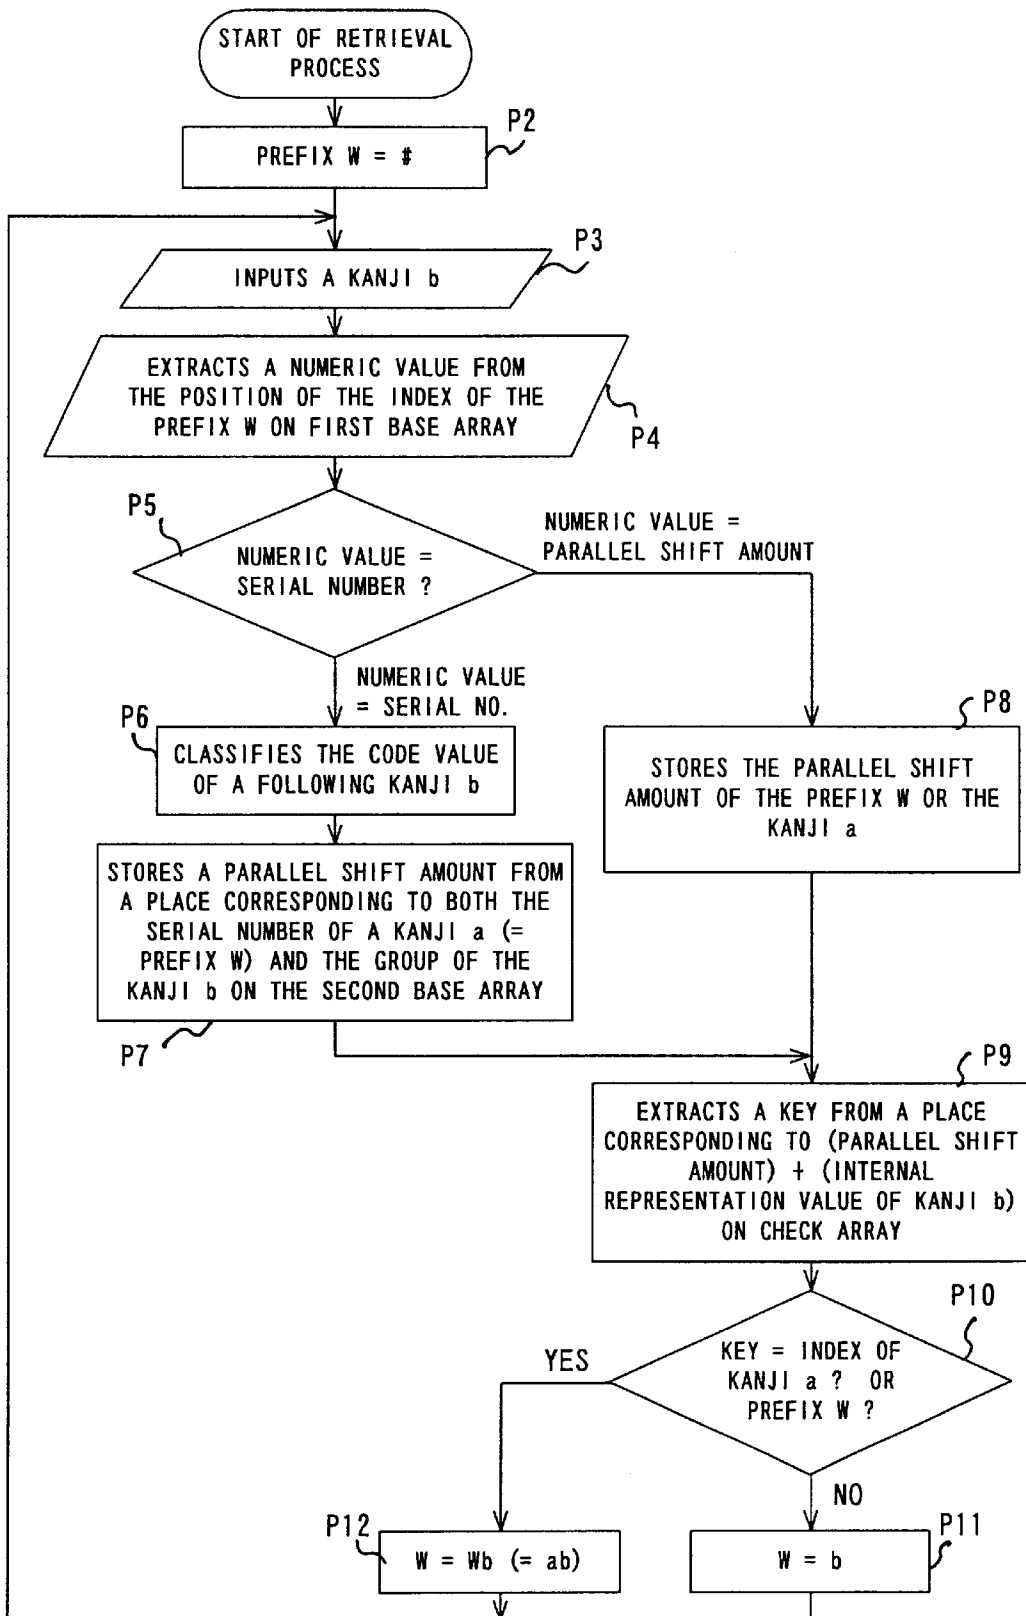 START OF RETRIEVAL
PROCESS
P2
PREFIX W = #
P3
INPUTS A KANJI b
EXTRACTS A NUMERIC VALUE FROM
THE POSITION OF THE INDEX OF THE
PREFIX W ON FIRST BASE ARRAY
P4
P5
NUMERIC VALUE =
SERIAL NUMBER ?
NUMERIC VALUE =
PARALLEL SHIFT AMOUNT
NUMERIC VALUE
= SERIAL NO.
P6
CLASSIFIES THE CODE VALUE
OF A FOLLOWING KANJI b
P8
STORES THE PARALLEL SHIFT
AMOUNT OF THE PREFIX W OR THE
KANJI a
STORES A PARALLEL SHIFT AMOUNT FROM
A PLACE CORRESPONDING TO BOTH THE
SERIAL NUMBER OF A KANJI a (=
PREFIX W) AND THE GROUP OF THE
KANJI b ON THE SECOND BASE ARRAY
P7
P9
EXTRACTS A KEY FROM A PLACE
CORRESPONDING TO (PARALLEL SHIFT
AMOUNT) + (INTERNAL
REPRESENTATION VALUE OF KANJI b)
ON CHECK ARRAY
P10
KEY = INDEX OF
KANJI a ? OR
PREFIX W ?
YES
NO
P12
W = Wb (= ab)
P11
W = b